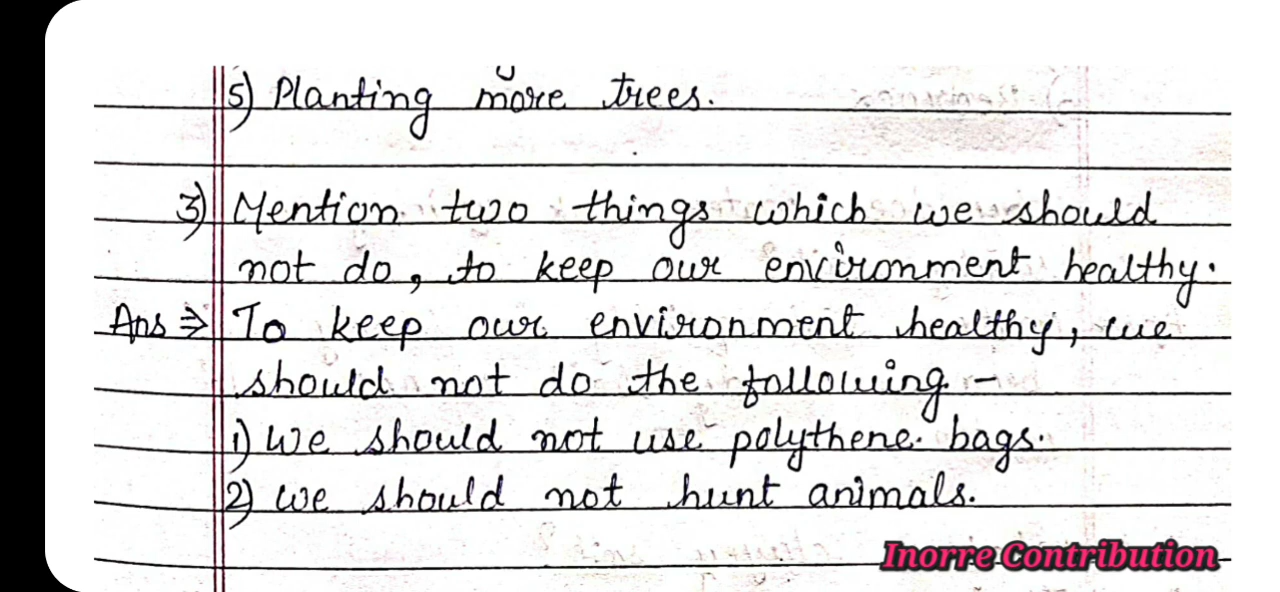 5) Planting more trees.
3) Mention two things which we should
not do, to keep our environment healthy.
Ans ⇒ To keep our environment healthy, we
should not do the following -
1) We should not use polythene bags.
2) We should not hunt animals.
Inorre Contribution